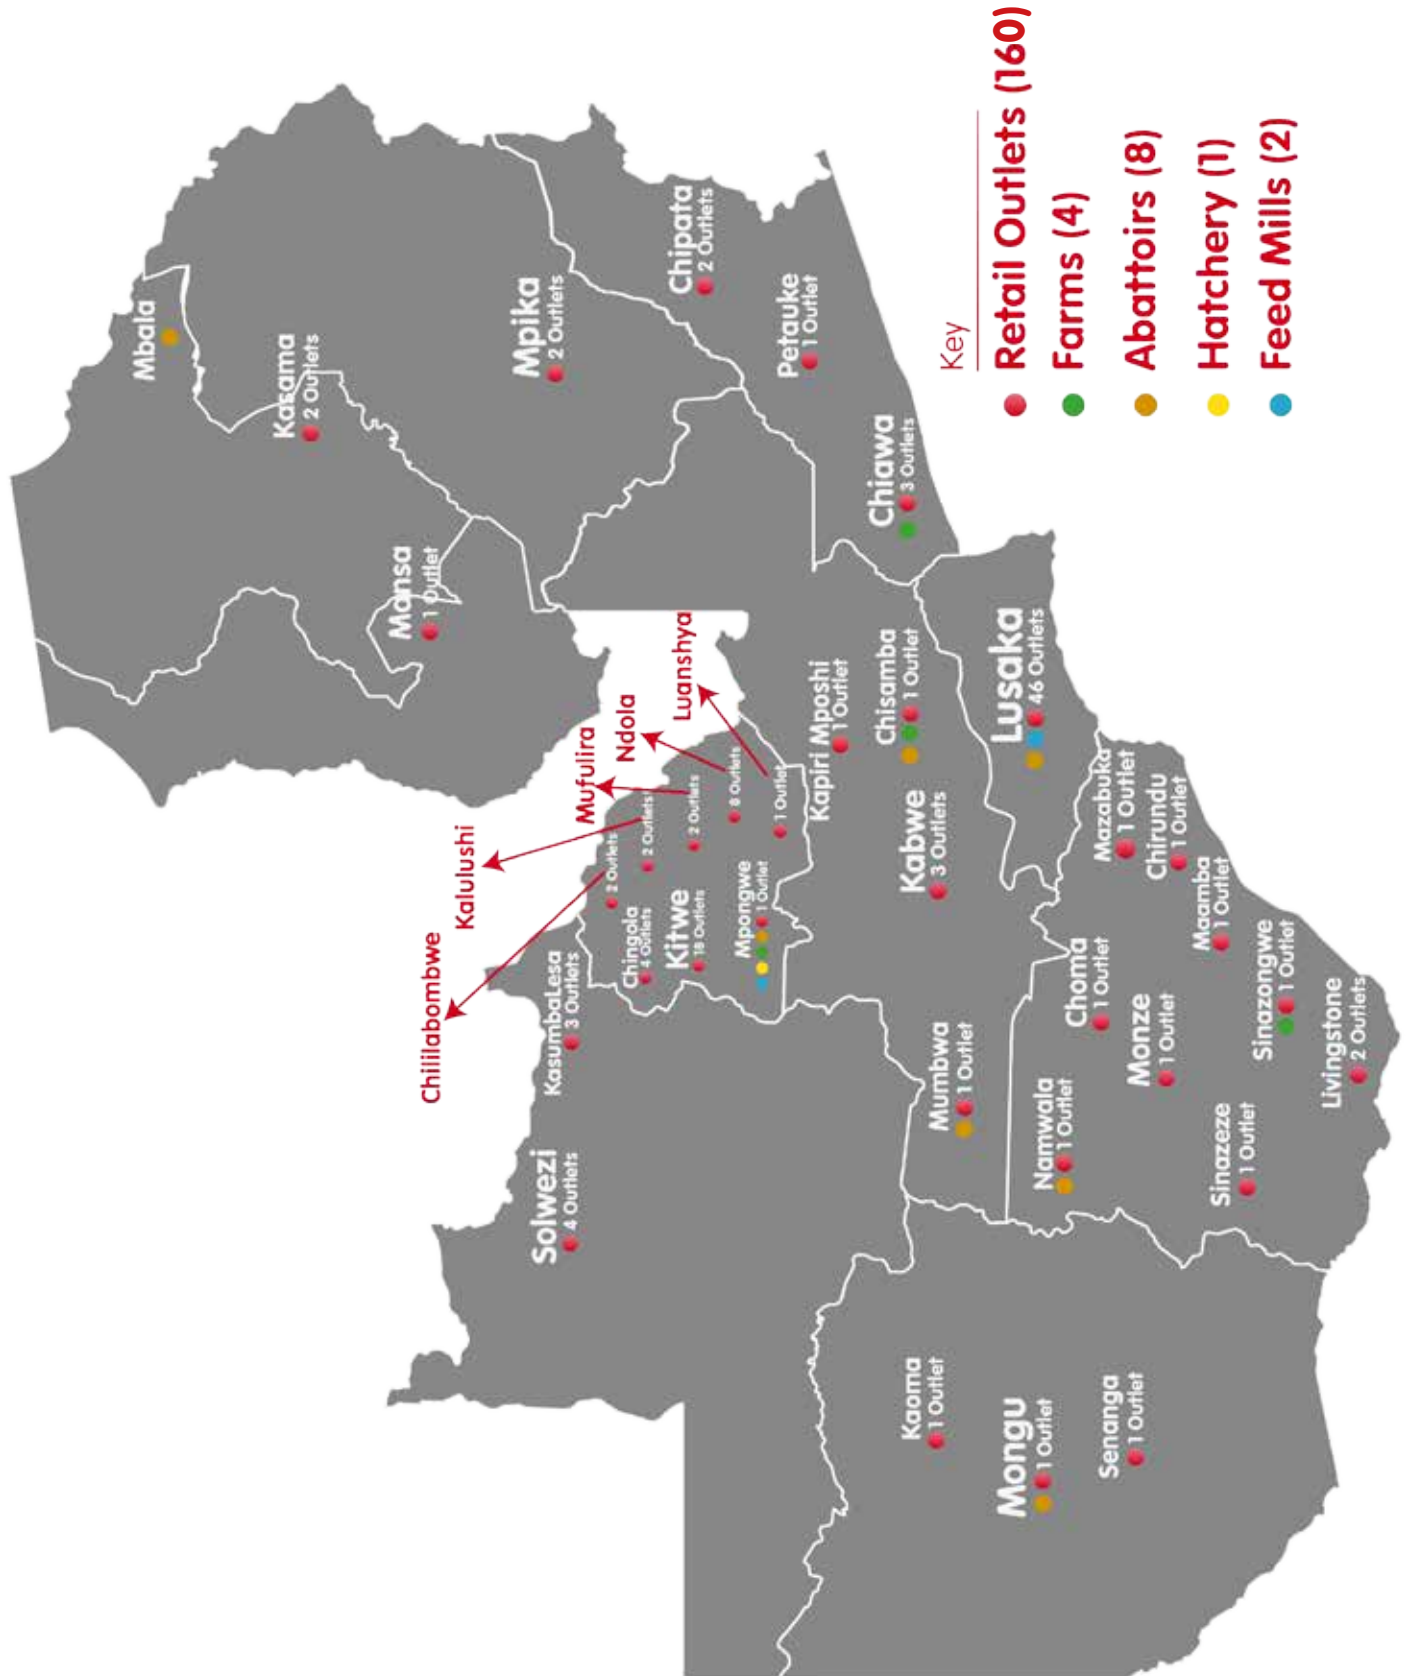 Mbala
Kasama
2 Outlets
Mansa
1 Outlet
Mpika
2 Outlets
Chipata
2 Outlets
Petauke
1 Outlet
Chiawa
3 Outlets
Chililabombwe
Kalulushi
Mufulira
Ndola
Luanshya
2 Outlets
2 Outlets
2 Outlets
8 Outlets
1 Outlet
Solwezi
4 Outlets
KasumbaLesa
3 Outlets
Chingola
4 Outlets
Kitwe
18 Outlets
Mpongwe
1 Outlet
Kapiri Mposhi
1 Outlet
Chisamba
1 Outlet
Kabwe
3 Outlets
Mumbwa
1 Outlet
Lusaka
46 Outlets
Mazabuka
1 Outlet
Chirundu
1 Outlet
Maamba
1 Outlet
Choma
1 Outlet
Namwala
1 Outlet
Monze
1 Outlet
Sinazongwe
1 Outlet
Sinazeze
1 Outlet
Livingstone
2 Outlets
Kaoma
1 Outlet
Mongu
1 Outlet
Senanga
1 Outlet
Key
Retail Outlets (160)
Farms (4)
Abattoirs (8)
Hatchery (1)
Feed Mills (2)